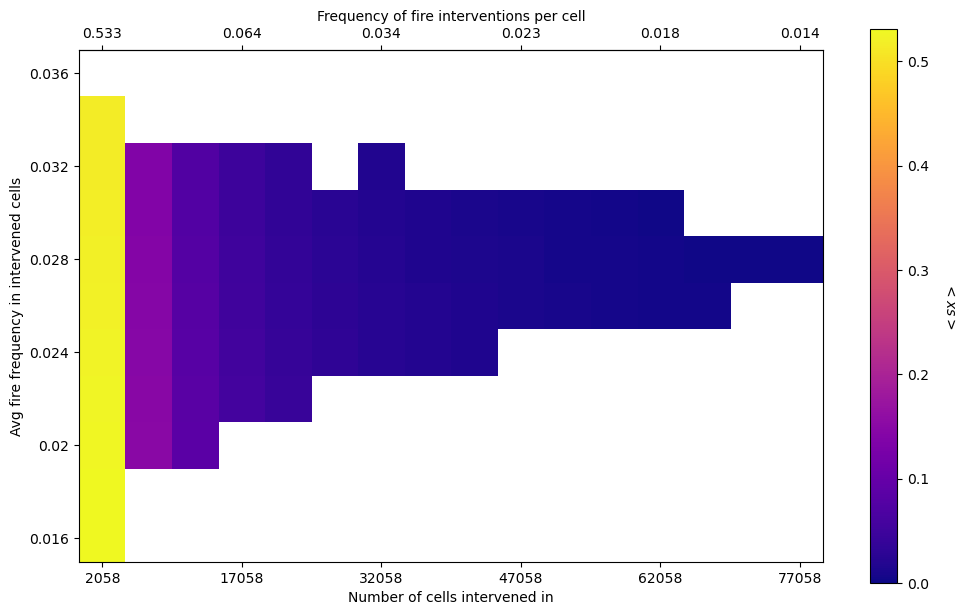 Frequency of fire interventions per cell
0.533 0.064 0.034 0.023 0.018 0.014
Avg fire frequency in intervened cells
0.036
0.032
0.028
0.024
0.02
0.016
2058 17058 32058 47058 62058 77058
Number of cells intervened in
0.5
0.4
0.3
0.2
0.1
0.0
< xs >